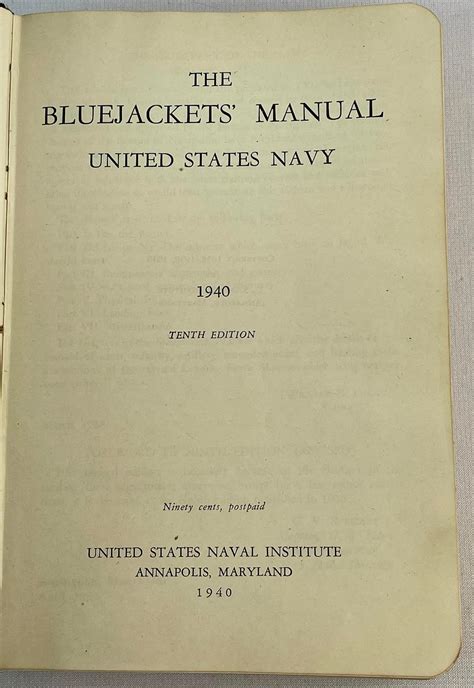 THE
BLUEJACKETS' MANUAL
UNITED STATES NAVY
1940
TENTH EDITION
Ninety cents, postpaid
UNITED STATES NAVAL INSTITUTE
ANNAPOLIS, MARYLAND
1940